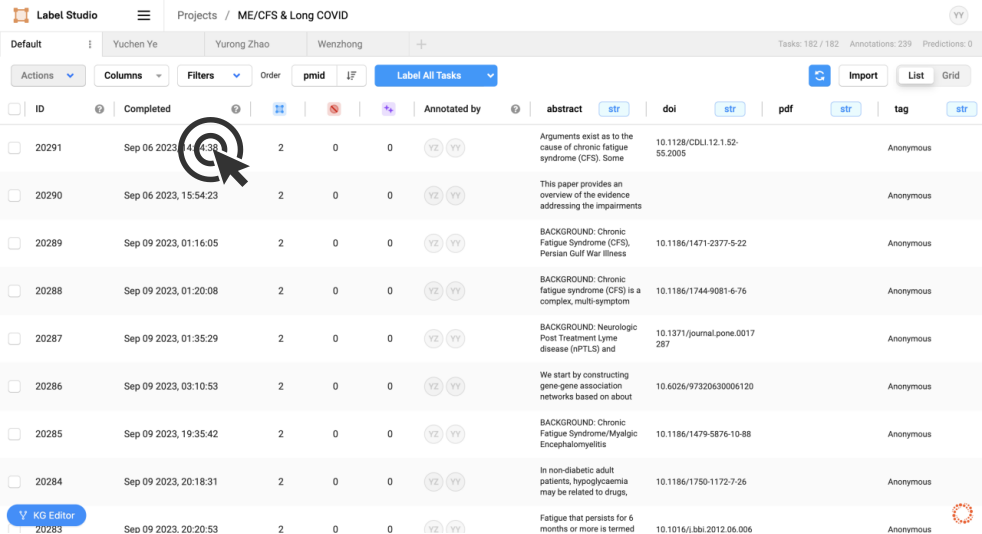 Label Studio Projects / ME/CFS & Long COVID YY
Default Yuchen Ye Yurong Zhao Wenzhong + Tasks: 182 / 182 Annotations: 239 Predictions: 0
Actions Columns Filters Order pmid Label All Tasks Import List Grid
ID Completed Annotated by abstract str doi str pdf str tag str
20291 Sep 06 2023, 2 0 0 YZ YY Arguments exist as to the cause of chronic fatigue syndrome (CFS). Some 10.1128/CDLI.12.1.52-55.2005 Anonymous
20290 Sep 06 2023, 15:54:23 2 0 0 YZ YY This paper provides an overview of the evidence addressing the impairments Anonymous
20289 Sep 09 2023, 01:16:05 2 0 0 YZ YY BACKGROUND: Chronic Fatigue Syndrome (CFS), Persian Gulf War Illness 10.1186/1471-2377-5-22 Anonymous
20288 Sep 09 2023, 01:20:08 2 0 0 YZ YY BACKGROUND: Chronic fatigue syndrome (CFS) is a complex, multi-symptom 10.1186/1744-9081-6-76 Anonymous
20287 Sep 09 2023, 01:35:29 2 0 0 YZ YY BACKGROUND: Neurologic Post Treatment Lyme disease (nPTLS) and 10.1371/journal.pone.0017287 Anonymous
20286 Sep 09 2023, 03:10:53 2 0 0 YZ YY We start by constructing gene-gene association networks based on about 10.6026/97320630006120 Anonymous
20285 Sep 09 2023, 19:35:42 2 0 0 YZ YY BACKGROUND: Chronic Fatigue Syndrome/Myalgic Encephalomyelitis 10.1186/1479-5876-10-88 Anonymous
20284 Sep 09 2023, 20:18:31 2 0 0 YZ YY In non-diabetic adult patients, hypoglycaemia may be related to drugs, 10.1186/1750-1172-7-26 Anonymous
KG Editor
20283 Sep 09 2023, 20:20:53 2 0 0 YZ YY Fatigue that persists for 6 months or more is termed 10.1016/j.bbi.2012.06.006 Anonymous